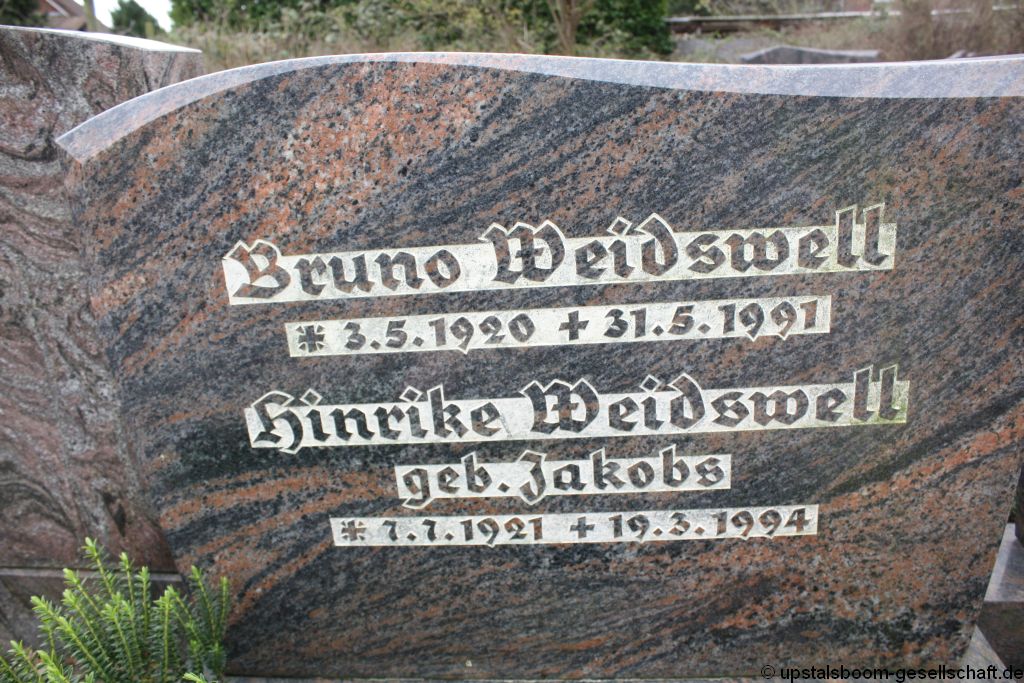 Bruno Weidswell
* 3.5.1920 + 31.5.1991
Hinrike Weidswell
geb. Jakobs
* 7.7.1921 + 19.3.1994
© upstalsboom-gesellschaft.de